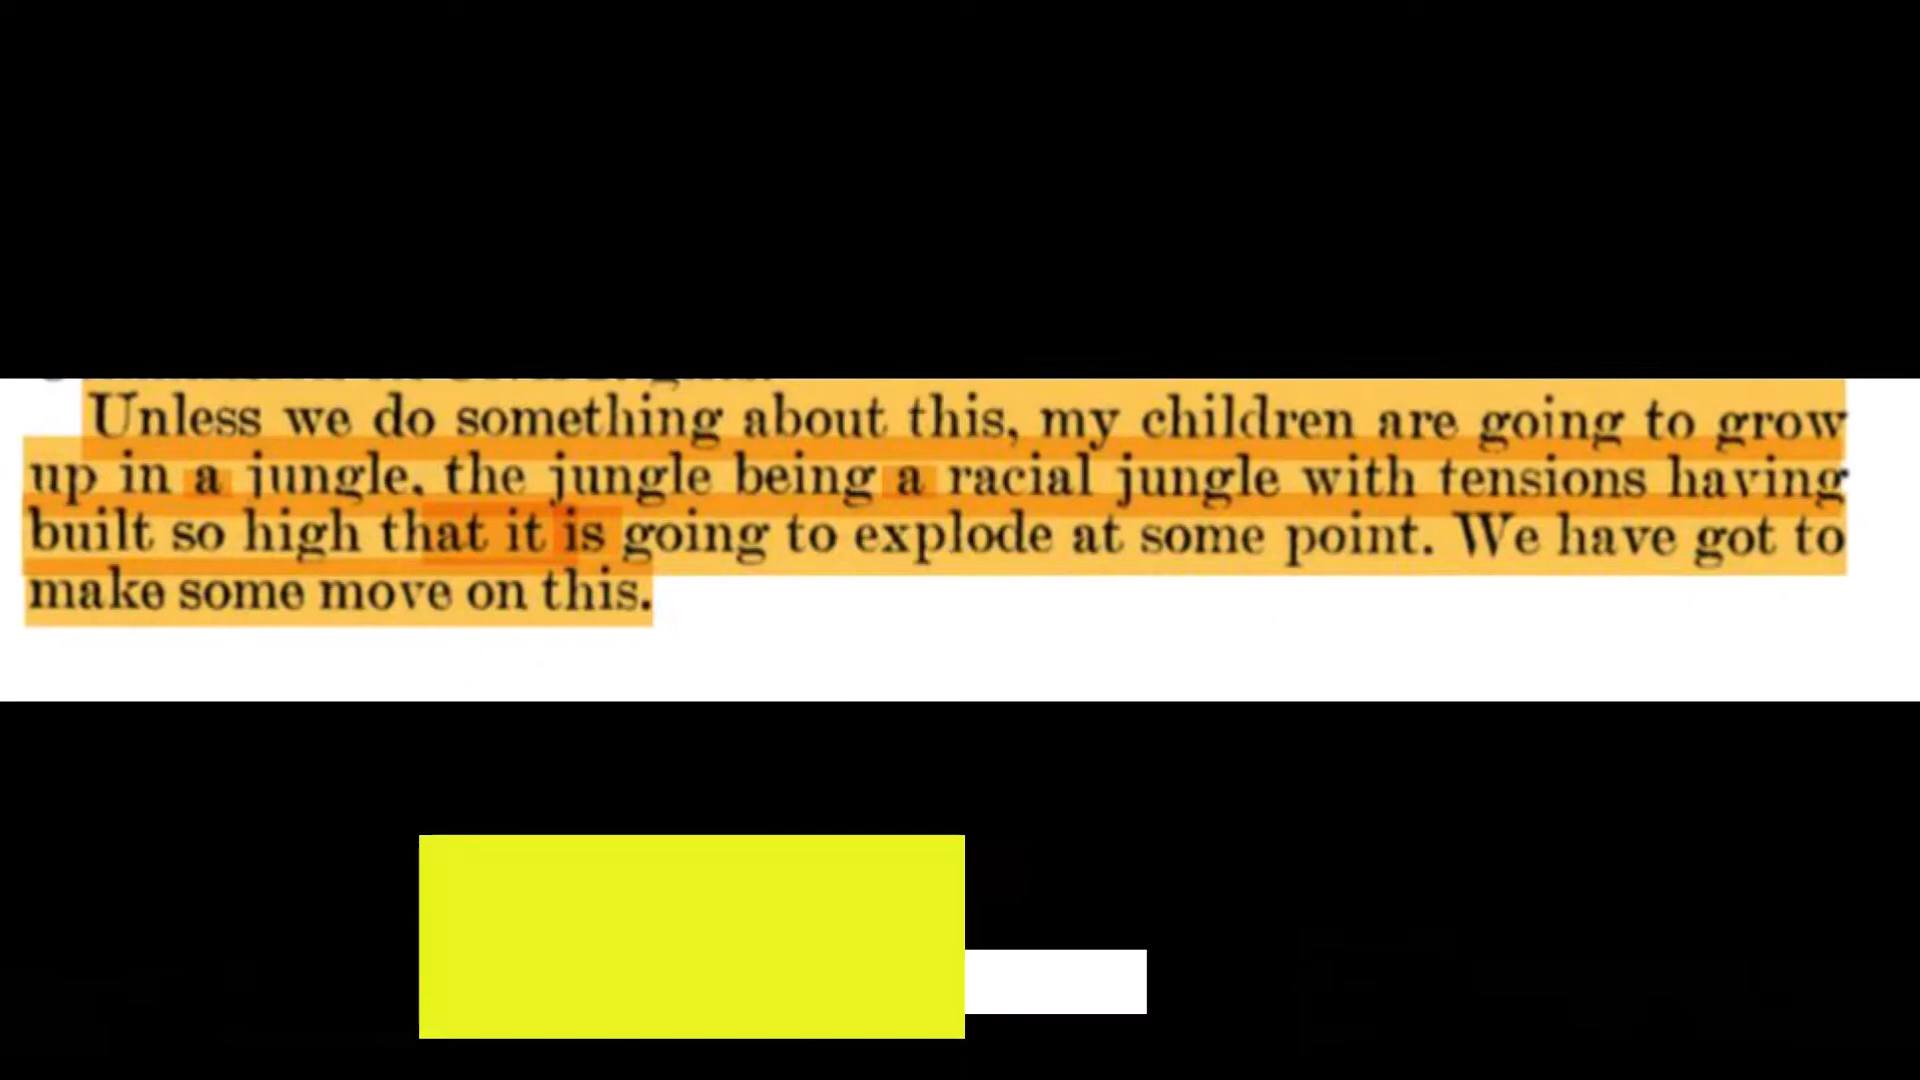 Unless we do something about this, my children are going to grow
up in a jungle, the jungle being a racial jungle with tensions having
built so high that it is going to explode at some point. We have got to
make some move on this.